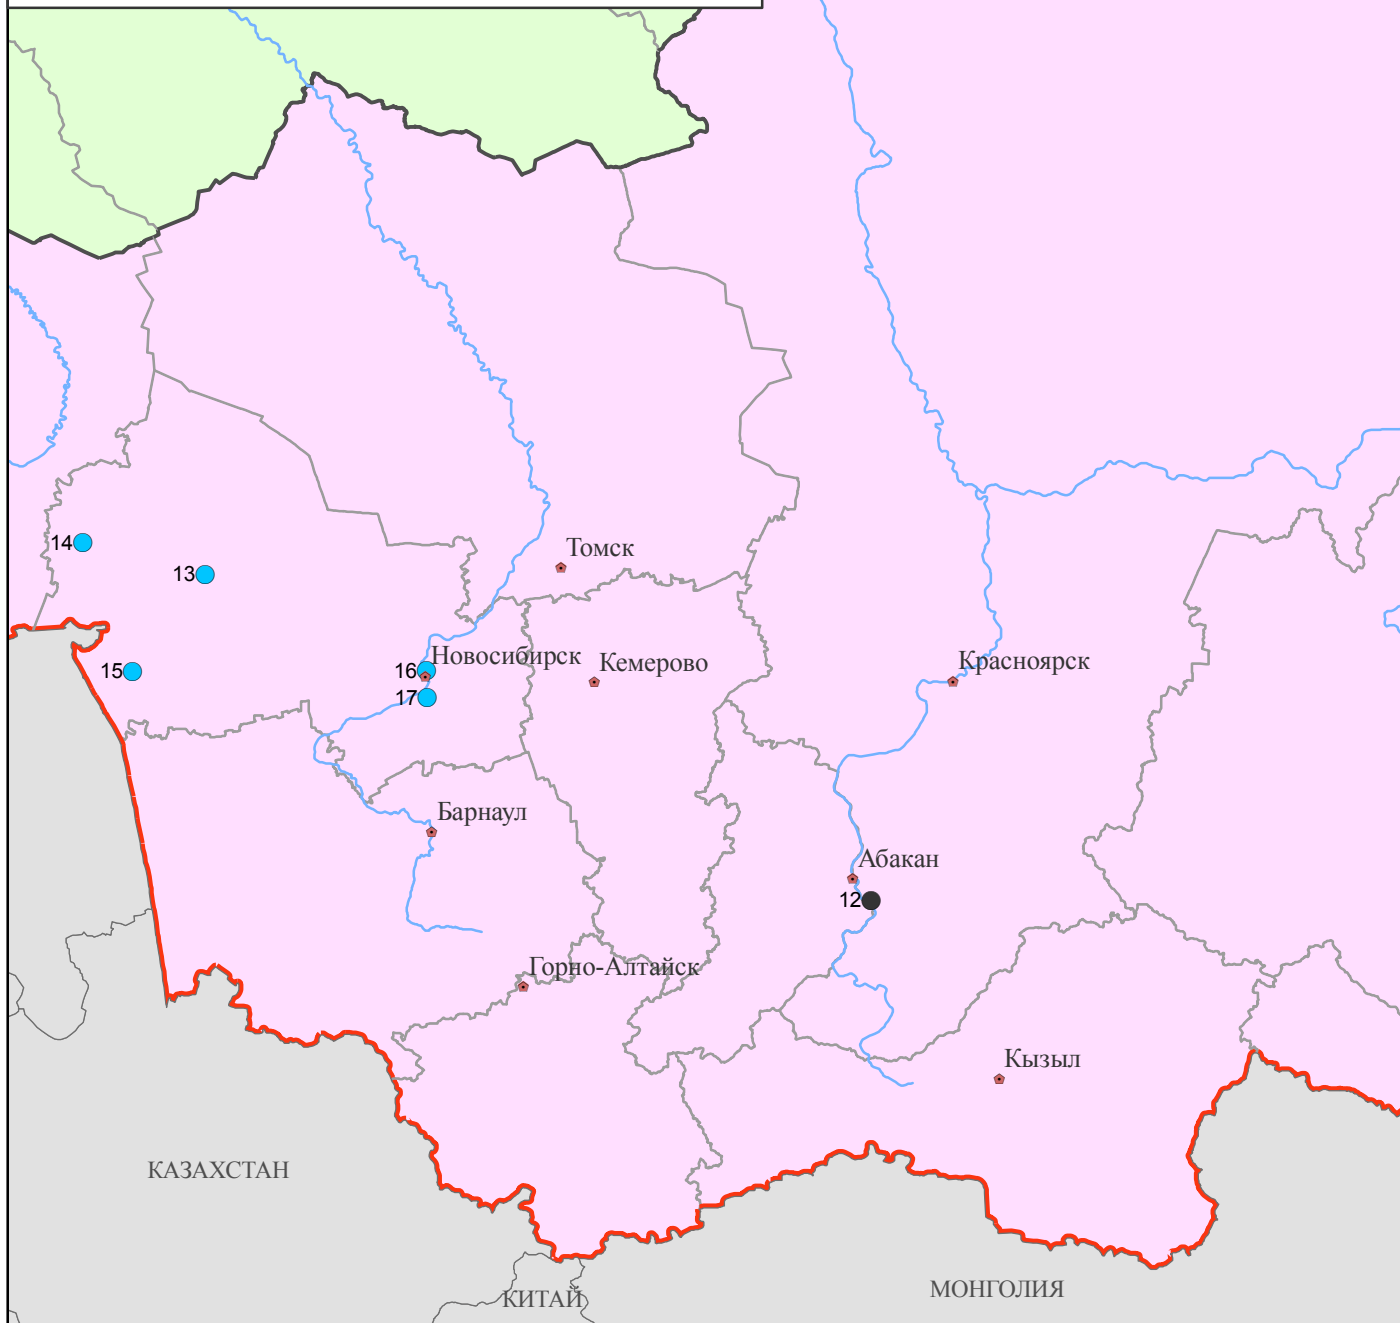 14
13
Томск
15
16
Новосибирск
Кемерово
Красноярск
17
Барнаул
Абакан
12
Горно-Алтайск
Кызыл
КАЗАХСТАН
КИТАЙ
МОНГОЛИЯ